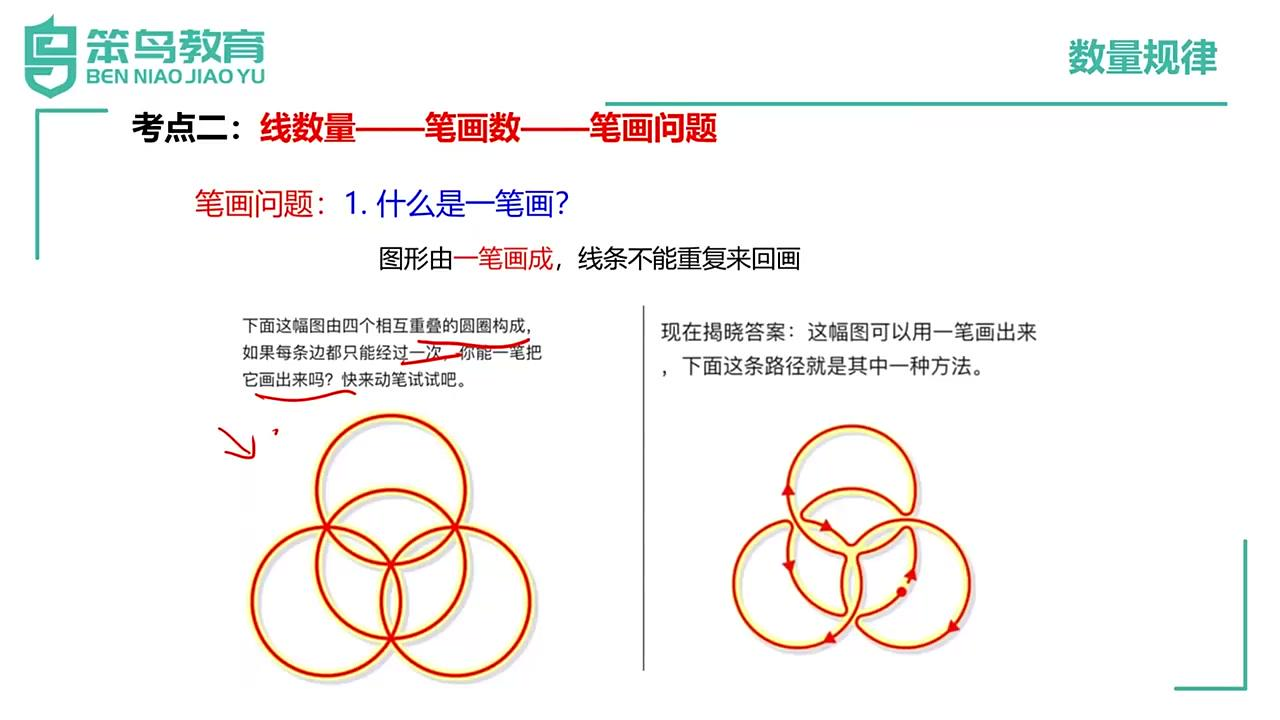 笨鸟教育
BEN NIAO JIAO YU
数量规律
考点二：线数量——笔画数——笔画问题
笔画问题：1. 什么是一笔画？
图形由一笔画成，线条不能重复来回画
下面这幅图由四个相互重叠的圆圈构成，
如果每条边都只能经过一次，你能一笔把
它画出来吗？快来动笔试试吧。
现在揭晓答案：这幅图可以用一笔画出来
，下面这条路径就是其中一种方法。